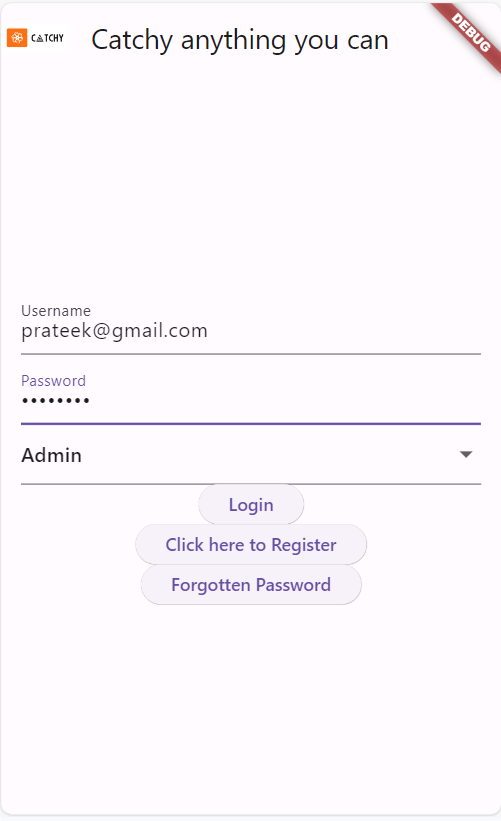 CATCHY
Catchy anything you can
DEBUG
Username
prateek@gmail.com
Password
••••••••
Admin
Login
Click here to Register
Forgotten Password